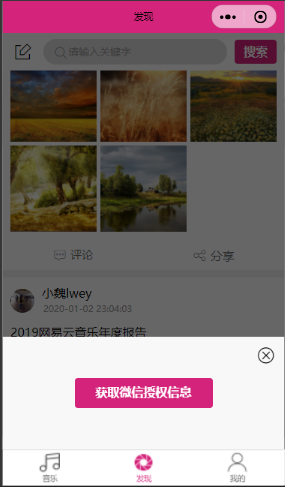 发现
请输入关键字
搜索
评论
分享
小魏lwey
2020-01-02 23:04:03
2019网易云音乐年度报告
获取微信授权信息
音乐
发现
我的